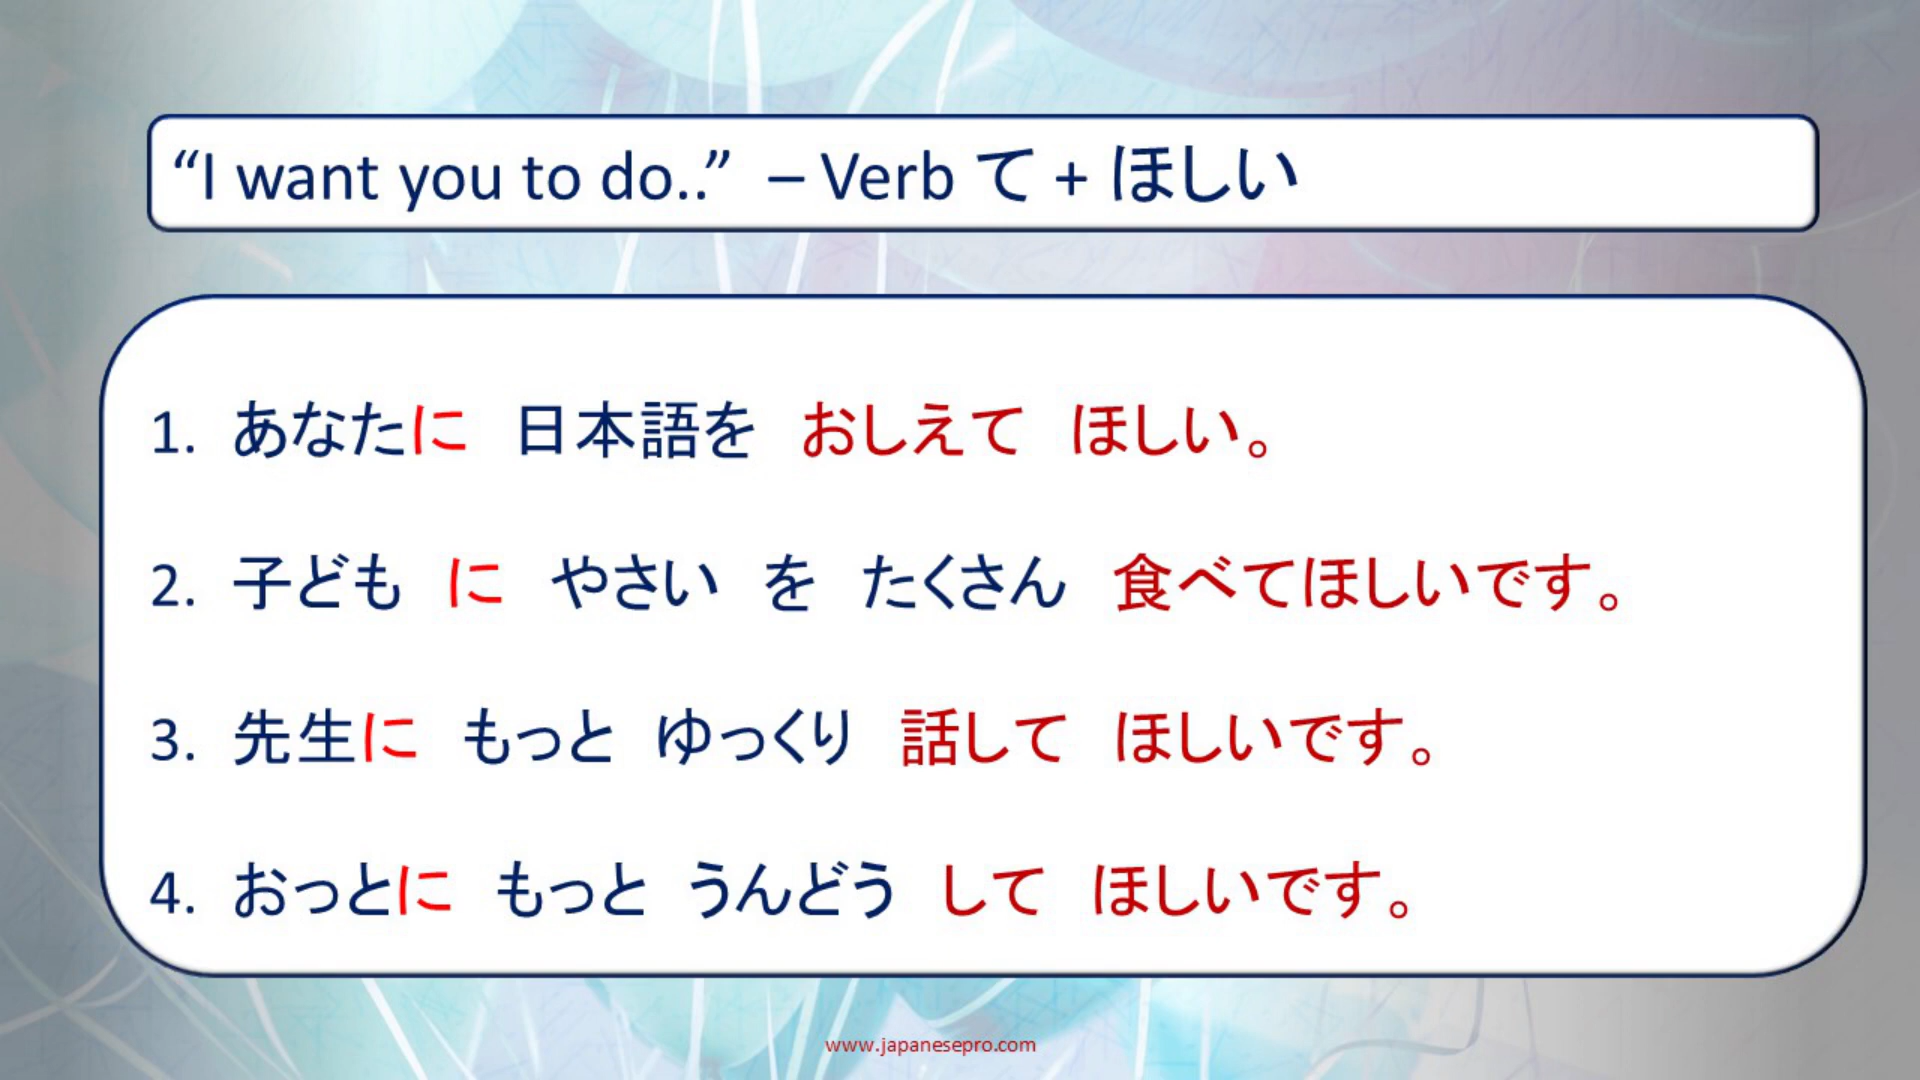 “I want you to do..” – Verb て + ほしい
1. あなたに 日本語を おしえて ほしい。
2. 子ども に やさい を たくさん 食べてほしいです。
3. 先生に もっと ゆっくり 話して ほしいです。
4. おっとに もっと うんどう して ほしいです。
www.japanesepro.com